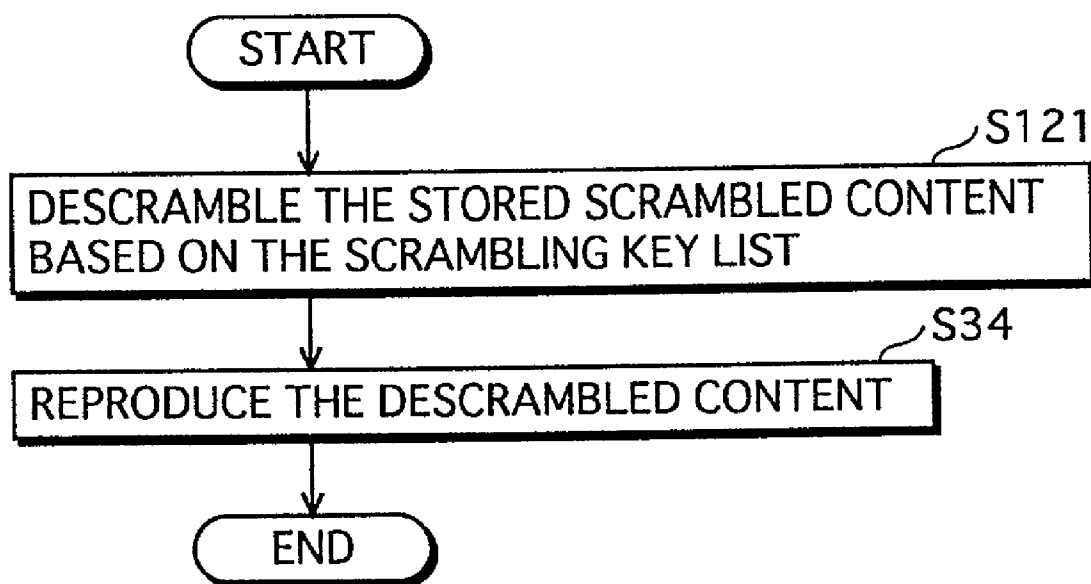 START
S121
DESCRAMBLE THE STORED SCRAMBLED CONTENT
BASED ON THE SCRAMBLING KEY LIST
S34
REPRODUCE THE DESCRAMBLED CONTENT
END